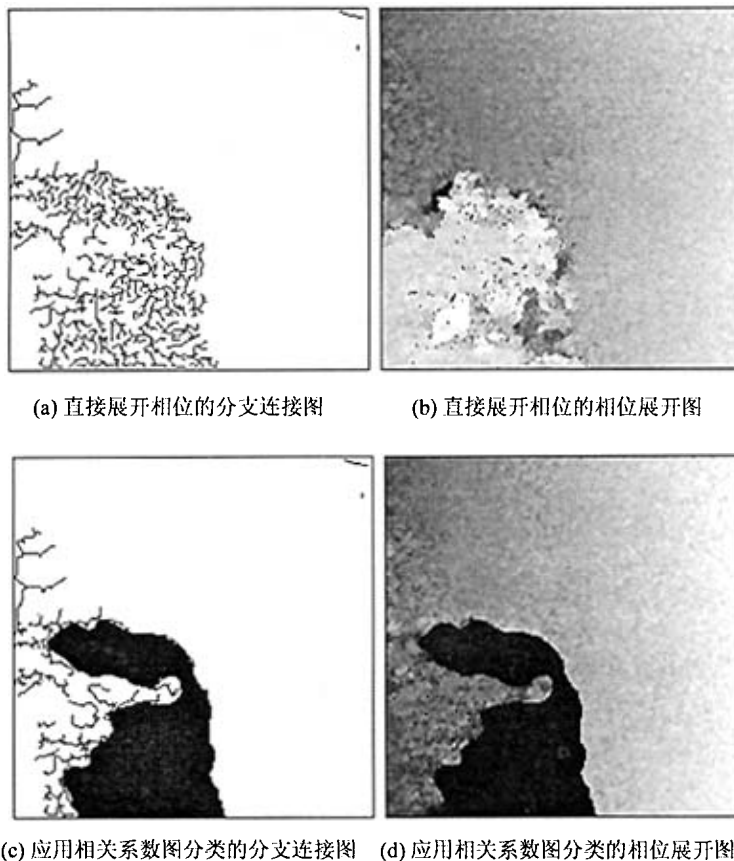 (a) 直接展开相位的分支连接图
(b) 直接展开相位的相位展开图
(c) 应用相关系数图分类的分支连接图
(d) 应用相关系数图分类的相位展开图